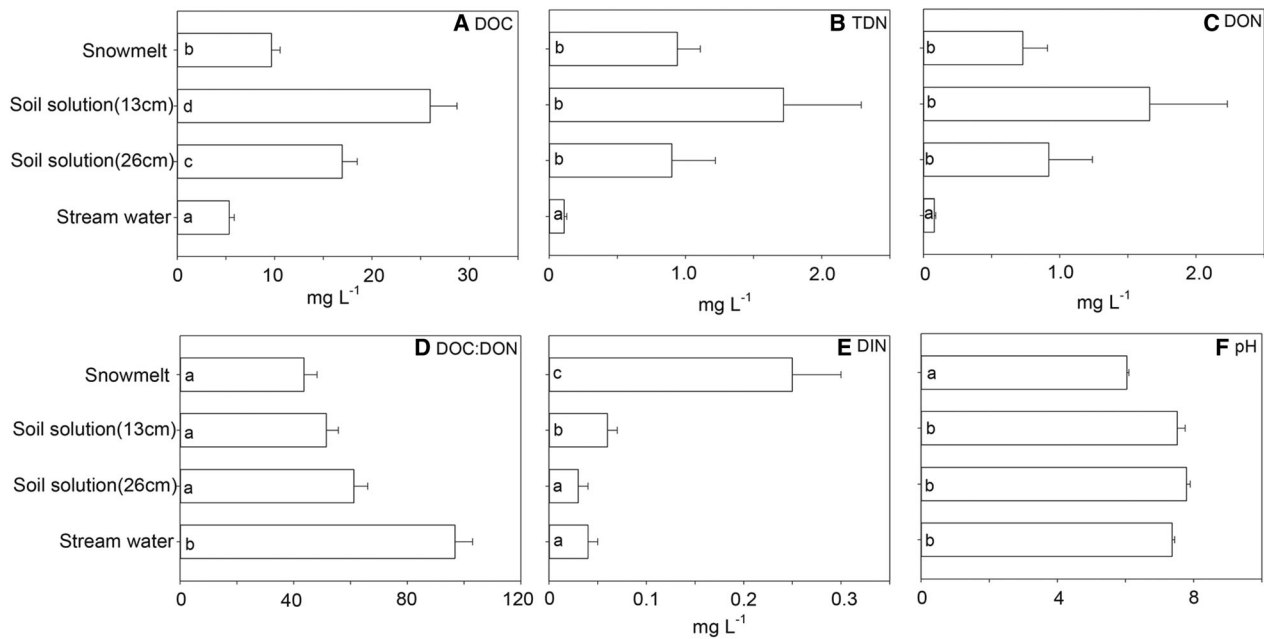 A DOC
Snowmelt
b
Soil solution(13cm)
d
Soil solution(26cm)
c
Stream water
a
0 10 20 30
mg L⁻¹
B TDN
b
b
b
a
1.0 2.0
mg L⁻¹
C DON
b
b
b
a
0 1.0 2.0
mg L⁻¹
D DOC:DON
Snowmelt
a
Soil solution(13cm)
a
Soil solution(26cm)
a
Stream water
b
0 40 80 120
E DIN
c
b
a
a
0 0.1 0.2 0.3
mg L⁻¹
F pH
a
b
b
b
0 4 8